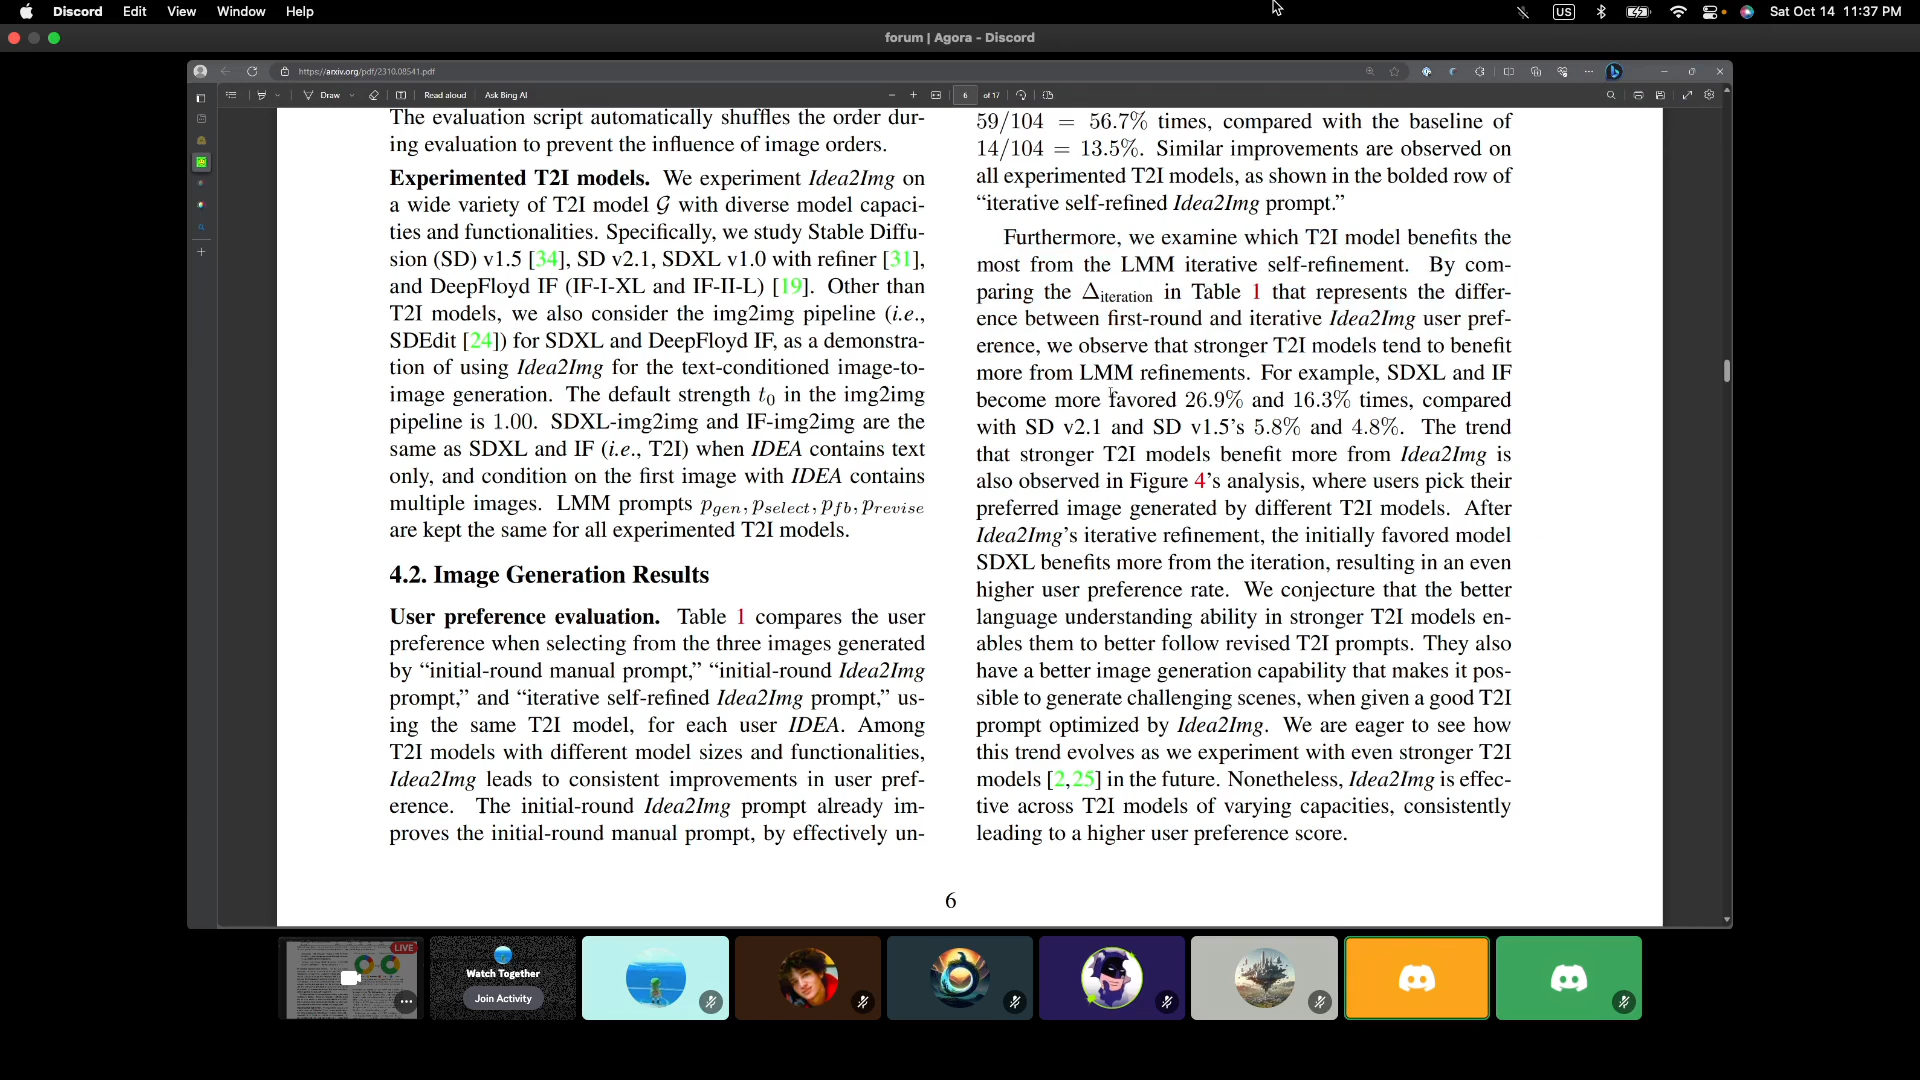 Discord Edit View Window Help
US
Sat Oct 14 11:37 PM
forum | Agora - Discord
https://arxiv.org/pdf/2310.08541.pdf
Draw
Read aloud
Ask Bing AI
6 of 17
The evaluation script automatically shuffles the order dur-
ing evaluation to prevent the influence of image orders.
Experimented T2I models. We experiment Idea2Img on
a wide variety of T2I model 𝒢 with diverse model capaci-
ties and functionalities. Specifically, we study Stable Diffu-
sion (SD) v1.5 [34], SD v2.1, SDXL v1.0 with refiner [31],
and DeepFloyd IF (IF-I-XL and IF-II-L) [19]. Other than
T2I models, we also consider the img2img pipeline (i.e.,
SDEdit [24]) for SDXL and DeepFloyd IF, as a demonstra-
tion of using Idea2Img for the text-conditioned image-to-
image generation. The default strength t0 in the img2img
pipeline is 1.00. SDXL-img2img and IF-img2img are the
same as SDXL and IF (i.e., T2I) when IDEA contains text
only, and condition on the first image with IDEA contains
multiple images. LMM prompts pgen, pselect, pfb, previse
are kept the same for all experimented T2I models.
4.2. Image Generation Results
User preference evaluation. Table 1 compares the user
preference when selecting from the three images generated
by “initial-round manual prompt,” “initial-round Idea2Img
prompt,” and “iterative self-refined Idea2Img prompt,” us-
ing the same T2I model, for each user IDEA. Among
T2I models with different model sizes and functionalities,
Idea2Img leads to consistent improvements in user pref-
erence. The initial-round Idea2Img prompt already im-
proves the initial-round manual prompt, by effectively un-
59/104 = 56.7% times, compared with the baseline of
14/104 = 13.5%. Similar improvements are observed on
all experimented T2I models, as shown in the bolded row of
“iterative self-refined Idea2Img prompt.”
Furthermore, we examine which T2I model benefits the
most from the LMM iterative self-refinement. By com-
paring the Δiteration in Table 1 that represents the differ-
ence between first-round and iterative Idea2Img user pref-
erence, we observe that stronger T2I models tend to benefit
more from LMM refinements. For example, SDXL and IF
become more favored 26.9% and 16.3% times, compared
with SD v2.1 and SD v1.5’s 5.8% and 4.8%. The trend
that stronger T2I models benefit more from Idea2Img is
also observed in Figure 4’s analysis, where users pick their
preferred image generated by different T2I models. After
Idea2Img’s iterative refinement, the initially favored model
SDXL benefits more from the iteration, resulting in an even
higher user preference rate. We conjecture that the better
language understanding ability in stronger T2I models en-
ables them to better follow revised T2I prompts. They also
have a better image generation capability that makes it pos-
sible to generate challenging scenes, when given a good T2I
prompt optimized by Idea2Img. We are eager to see how
this trend evolves as we experiment with even stronger T2I
models [2,25] in the future. Nonetheless, Idea2Img is effec-
tive across T2I models of varying capacities, consistently
leading to a higher user preference score.
6
LIVE
Watch Together
Join Activity